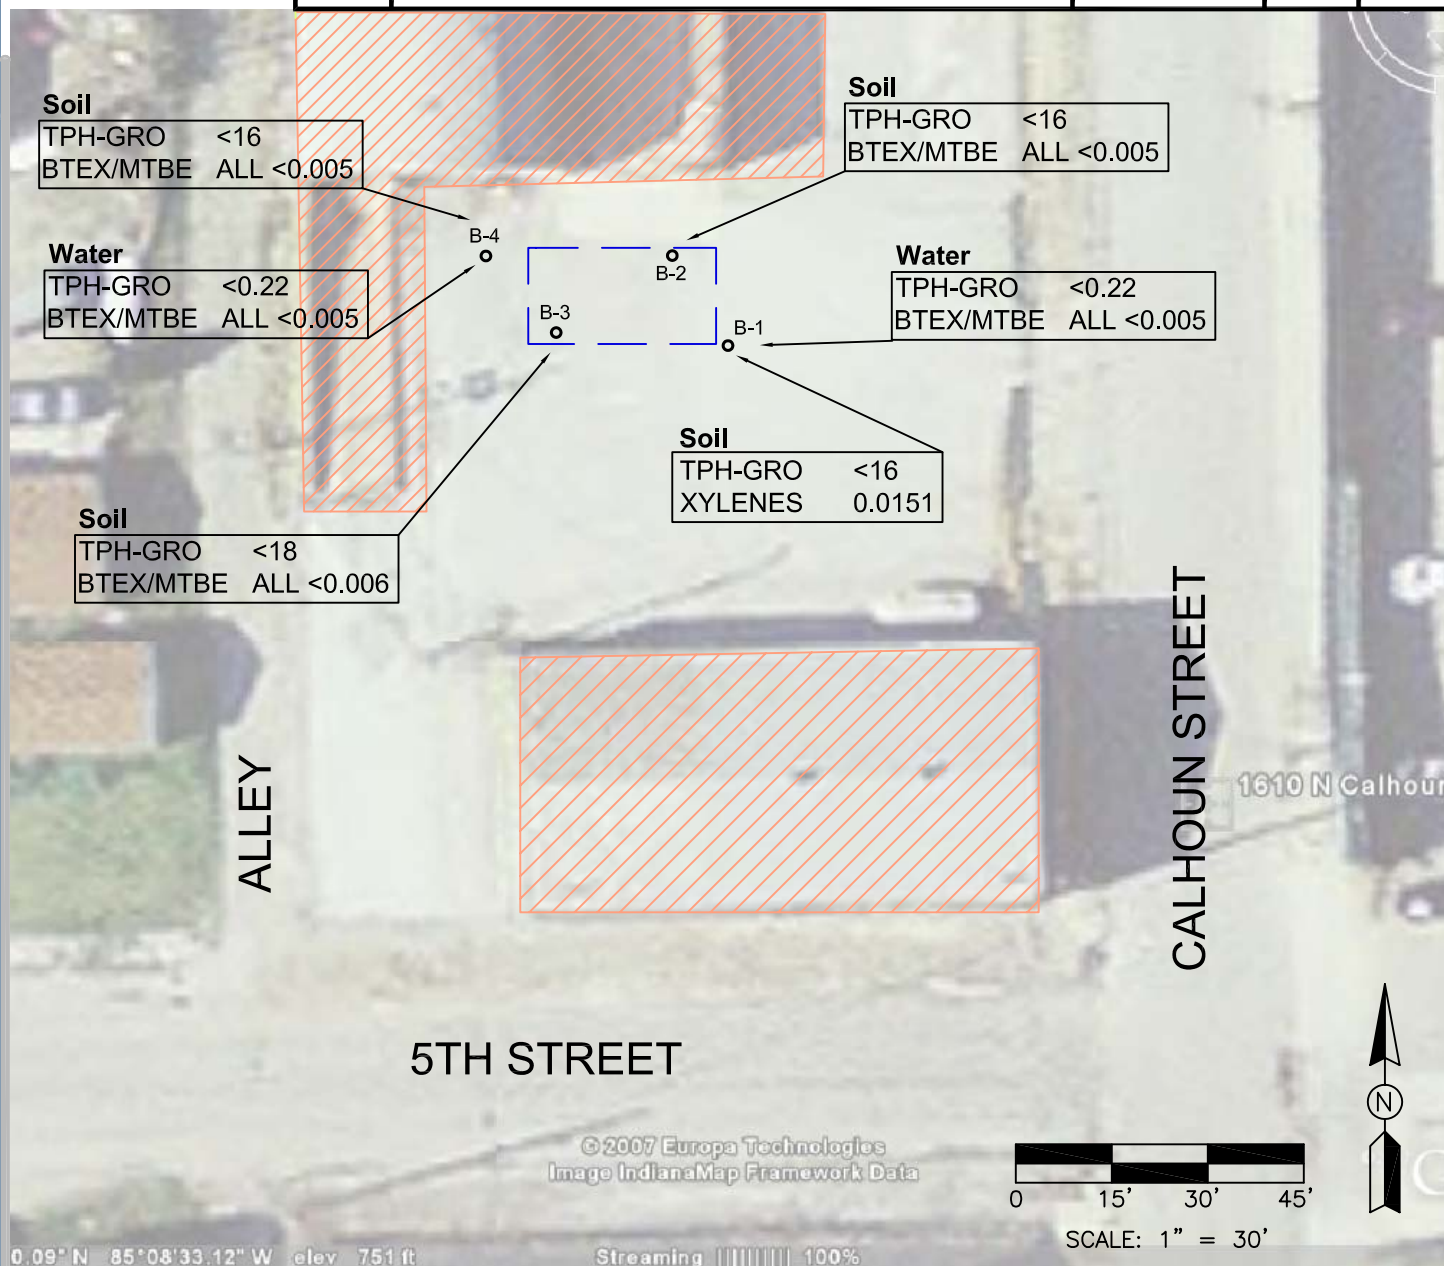 Soil
TPH-GRO <16
BTEX/MTBE ALL <0.005
Soil
TPH-GRO <16
BTEX/MTBE ALL <0.005
B-4
B-2
Water
TPH-GRO <0.22
BTEX/MTBE ALL <0.005
Water
TPH-GRO <0.22
BTEX/MTBE ALL <0.005
B-3
B-1
Soil
TPH-GRO <16
XYLENES 0.0151
Soil
TPH-GRO <18
BTEX/MTBE ALL <0.006
CALHOUN STREET
1610 N Calhoun
ALLEY
5TH STREET
N
© 2007 Europa Technologies
Image IndianaMap Framework Data
0 15' 30' 45'
SCALE: 1" = 30'
0.09" N 85°08'33.12" W elev 751 ft Streaming ||||||||| 100%